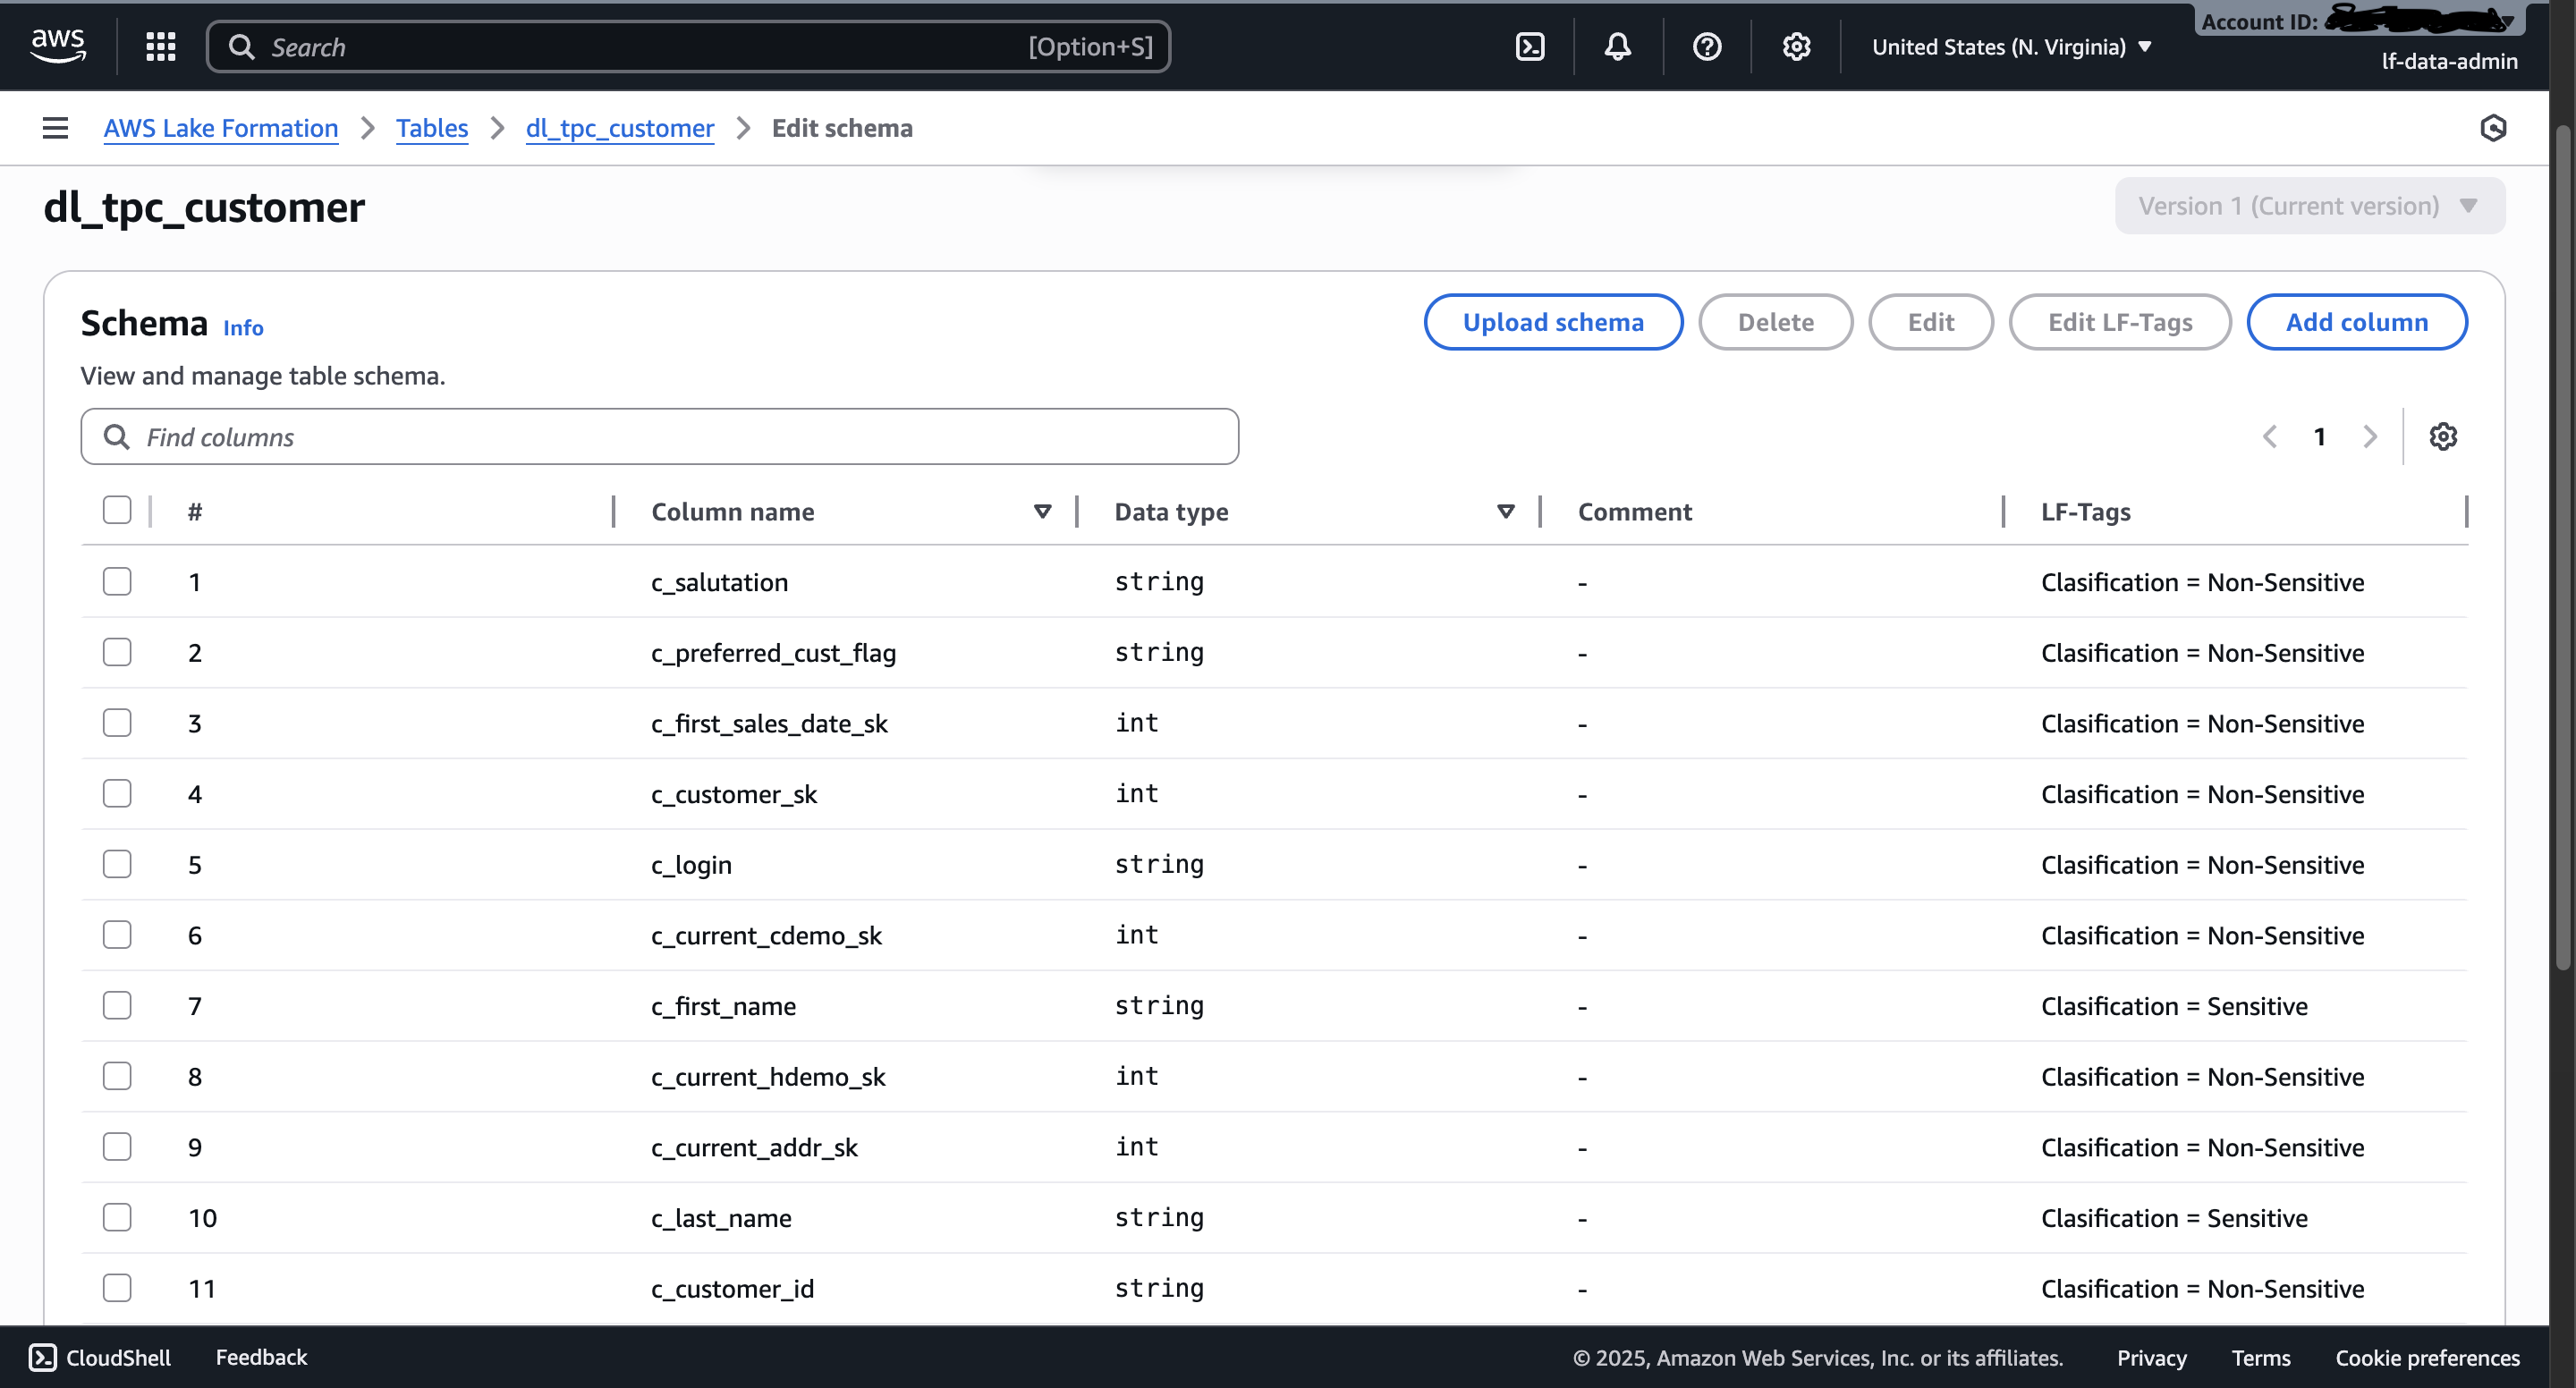 aws
Search [Option+S]
United States (N. Virginia)
Account ID:
lf-data-admin
AWS Lake Formation > Tables > dl_tpc_customer > Edit schema
dl_tpc_customer
Version 1 (Current version)
Schema Info
Upload schema Delete Edit Edit LF-Tags Add column
View and manage table schema.
Find columns
1
# Column name Data type Comment LF-Tags
1 c_salutation string - Clasification = Non-Sensitive
2 c_preferred_cust_flag string - Clasification = Non-Sensitive
3 c_first_sales_date_sk int - Clasification = Non-Sensitive
4 c_customer_sk int - Clasification = Non-Sensitive
5 c_login string - Clasification = Non-Sensitive
6 c_current_cdemo_sk int - Clasification = Non-Sensitive
7 c_first_name string - Clasification = Sensitive
8 c_current_hdemo_sk int - Clasification = Non-Sensitive
9 c_current_addr_sk int - Clasification = Non-Sensitive
10 c_last_name string - Clasification = Sensitive
11 c_customer_id string - Clasification = Non-Sensitive
CloudShell Feedback © 2025, Amazon Web Services, Inc. or its affiliates. Privacy Terms Cookie preferences